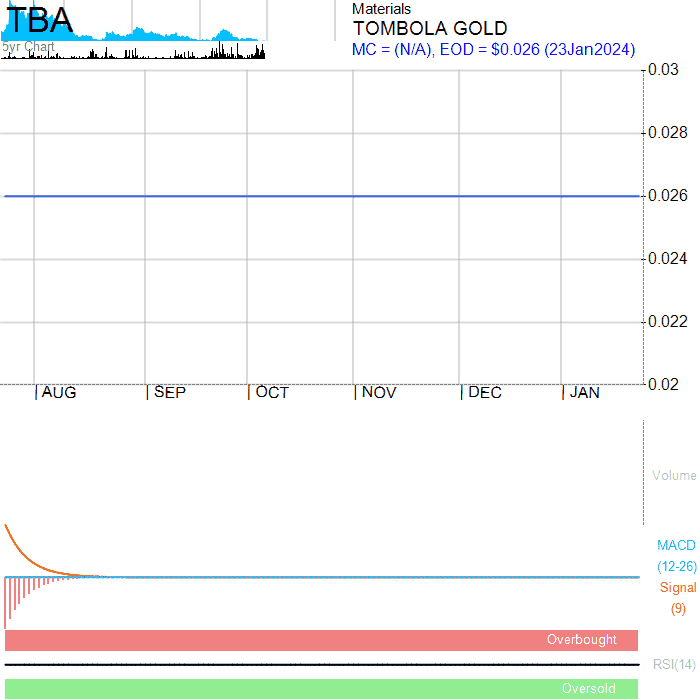 TBA
5yr Chart
Materials
TOMBOLA GOLD
MC = (N/A), EOD = $0.026 (23Jan2024)
0.03
0.028
0.026
0.024
0.022
0.02
AUG SEP OCT NOV DEC JAN
Volume
MACD
(12-26)
Signal
(9)
Overbought
RSI(14)
Oversold